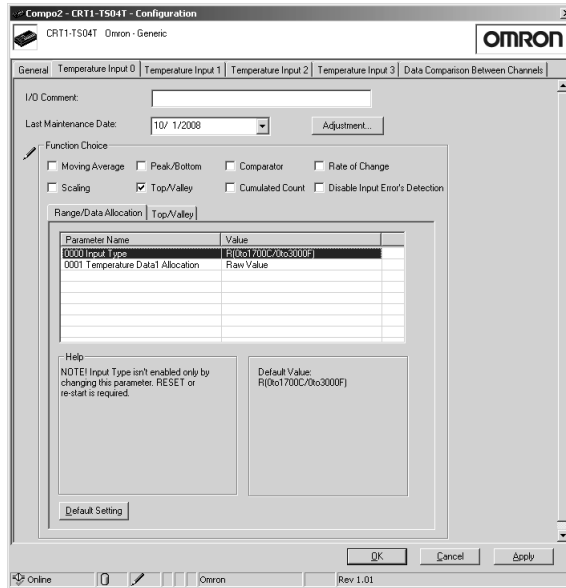 Compo2 - CRT1-TS04T - Configuration
CRT1-TS04T Omron - Generic
OMRON
General Temperature Input 0 Temperature Input 1 Temperature Input 2 Temperature Input 3 Data Comparison Between Channels
I/O Comment:
Last Maintenance Date: 10/ 1/2008 Adjustment...
Function Choice
Moving Average Peak/Bottom Comparator Rate of Change
Scaling Top/Valley Cumulated Count Disable Input Error's Detection
Range/Data Allocation Top/Valley
Parameter Name Value
0000 Input Type R(0to1700C/0to3000F)
0001 Temperature Data1 Allocation Raw Value
Help
NOTE! Input Type isn't enabled only by
changing this parameter. RESET or
re-start is required.
Default Value:
R(0to1700C/0to3000F)
Default Setting
OK Cancel Apply
Online Omron Rev 1.01